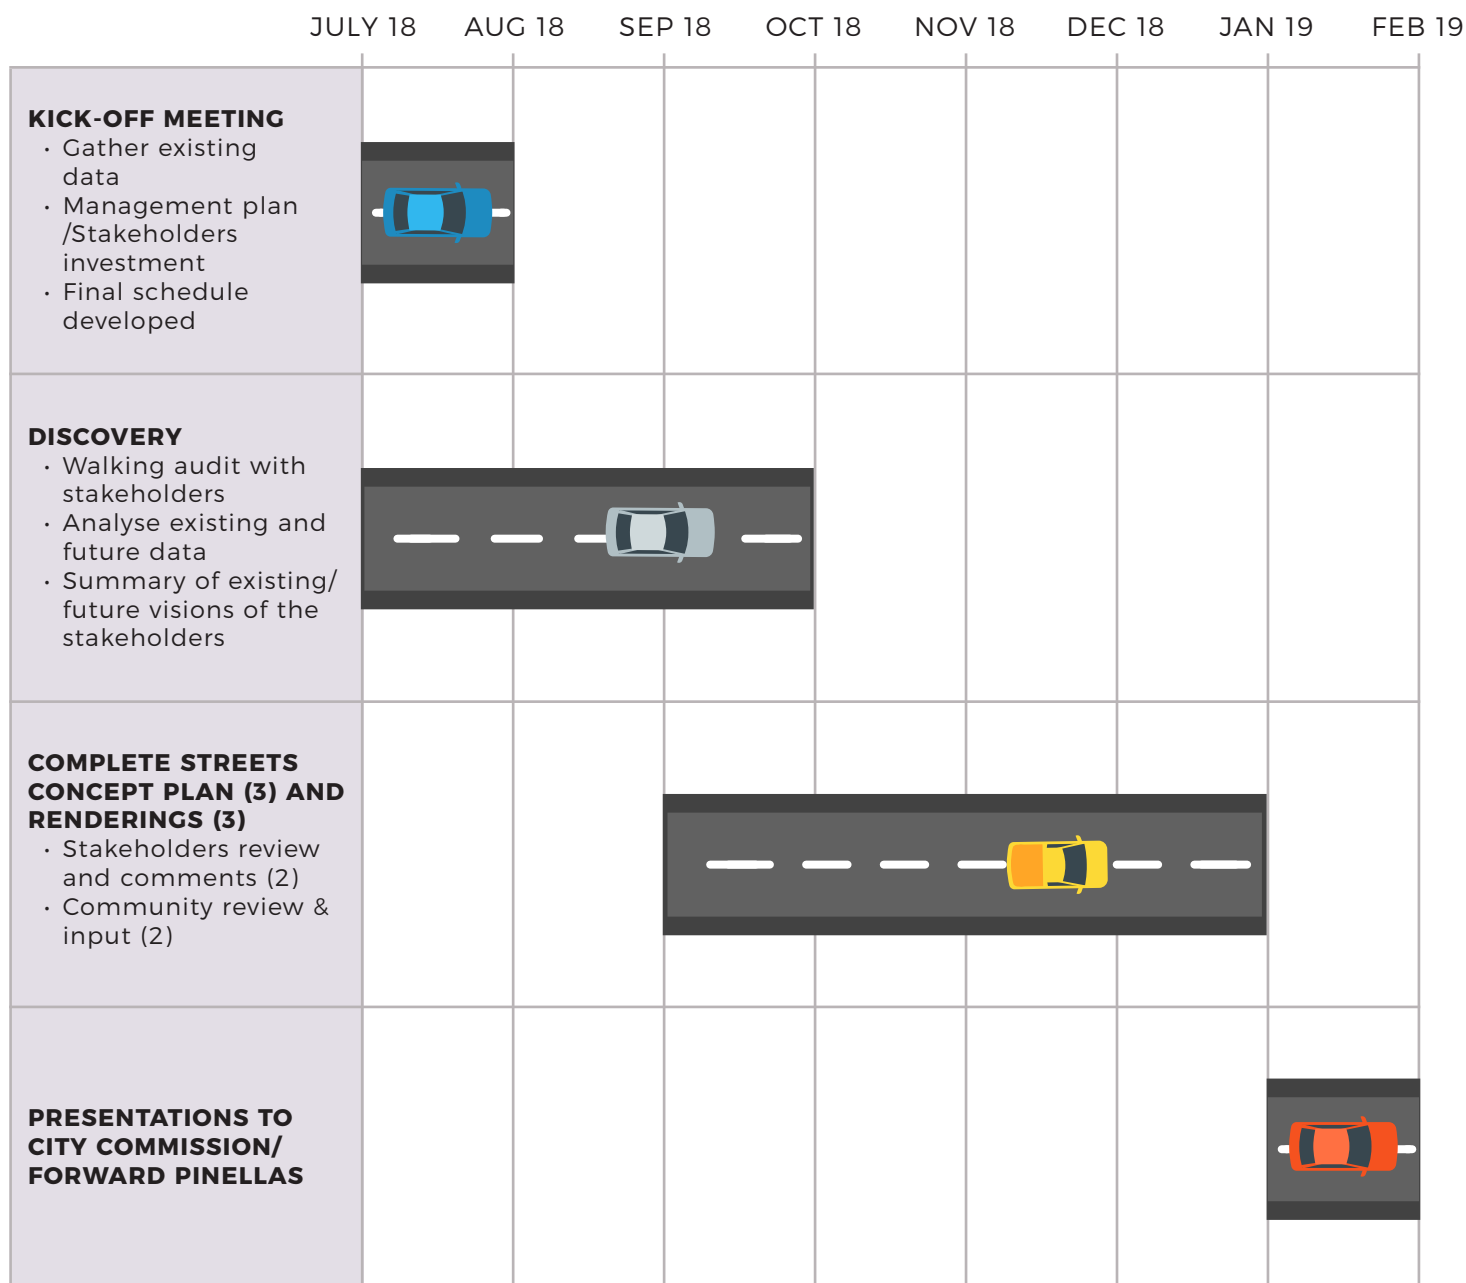 JULY 18 AUG 18 SEP 18 OCT 18 NOV 18 DEC 18 JAN 19 FEB 19
KICK-OFF MEETING
• Gather existing
data
• Management plan
/Stakeholders
investment
• Final schedule
developed
DISCOVERY
• Walking audit with
stakeholders
• Analyse existing and
future data
• Summary of existing/
future visions of the
stakeholders
COMPLETE STREETS
CONCEPT PLAN (3) AND
RENDERINGS (3)
• Stakeholders review
and comments (2)
• Community review &
input (2)
PRESENTATIONS TO
CITY COMMISSION/
FORWARD PINELLAS